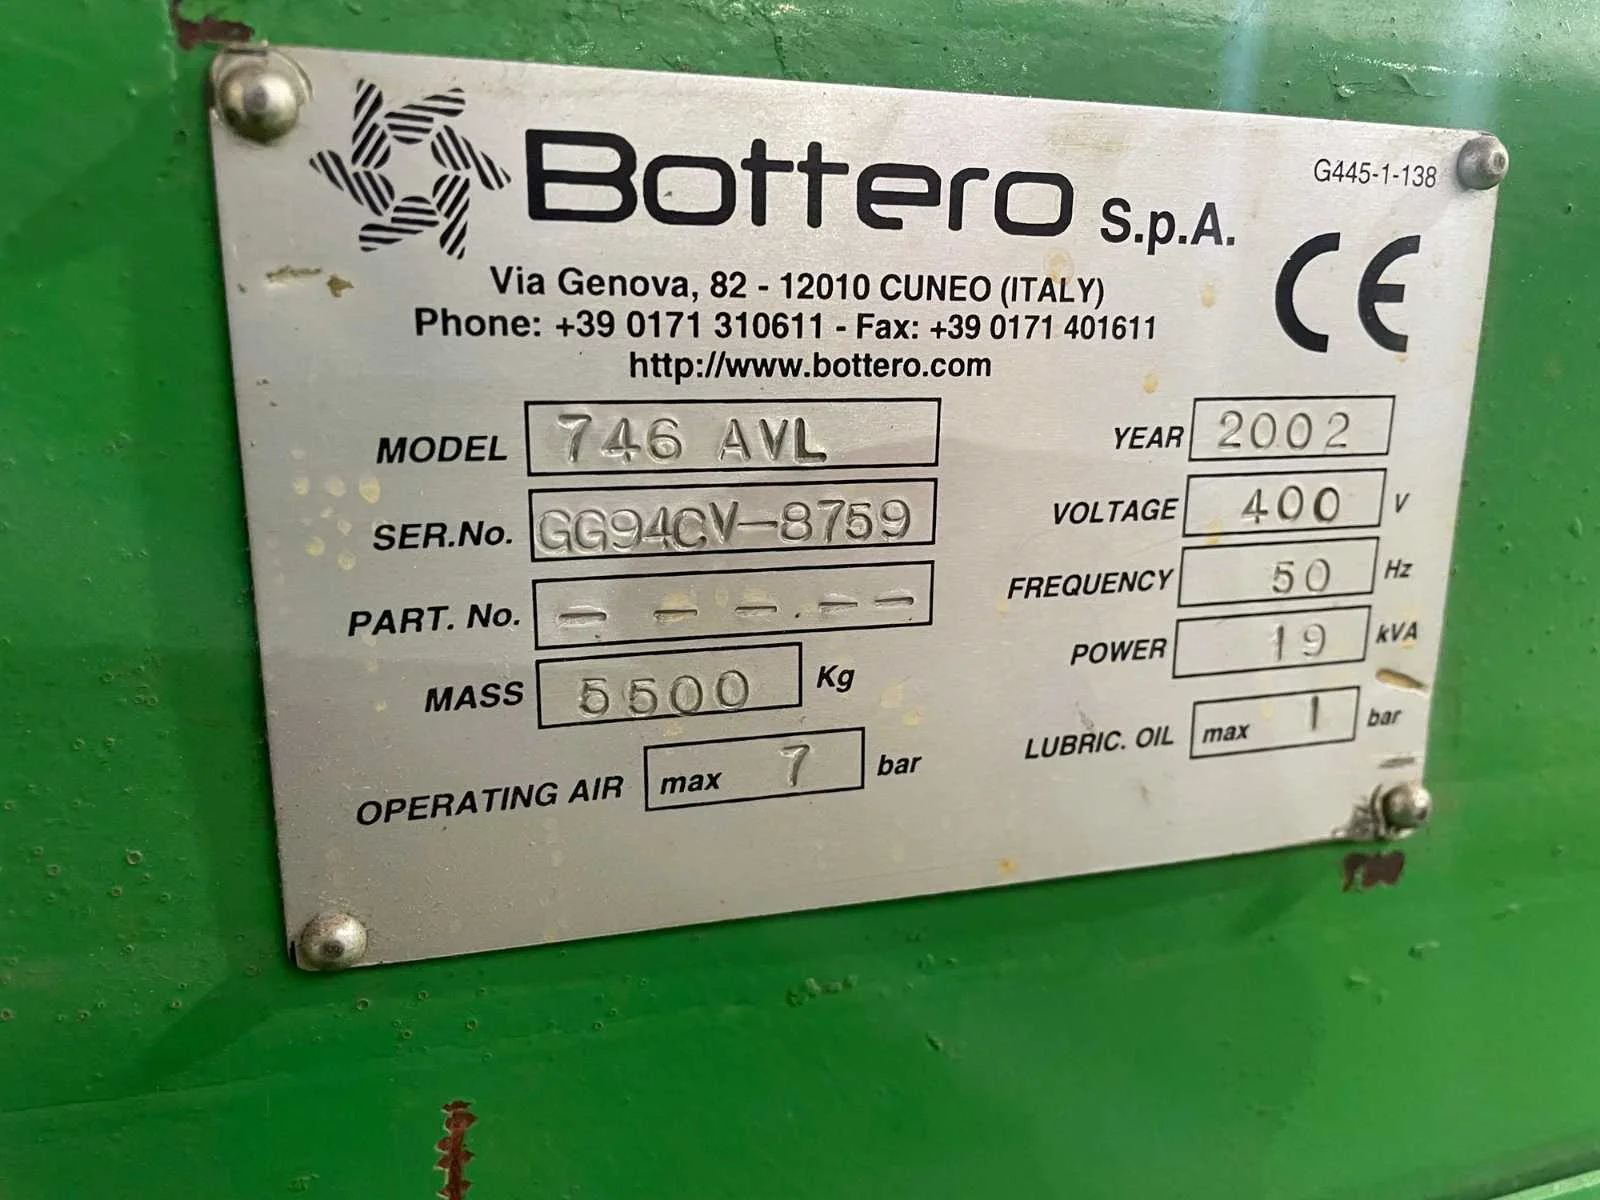 Bottero S.p.A.
G445-1-138
CE
Via Genova, 82 - 12010 CUNEO (ITALY)
Phone: +39 0171 310611 - Fax: +39 0171 401611
http://www.bottero.com
MODEL 746 AVL
SER.No. GG94CV-8759
PART. No. - - -.- -
MASS 5500 Kg
OPERATING AIR max 7 bar
YEAR 2002
VOLTAGE 400 V
FREQUENCY 50 Hz
POWER 19 kVA
LUBRIC. OIL max 1 bar